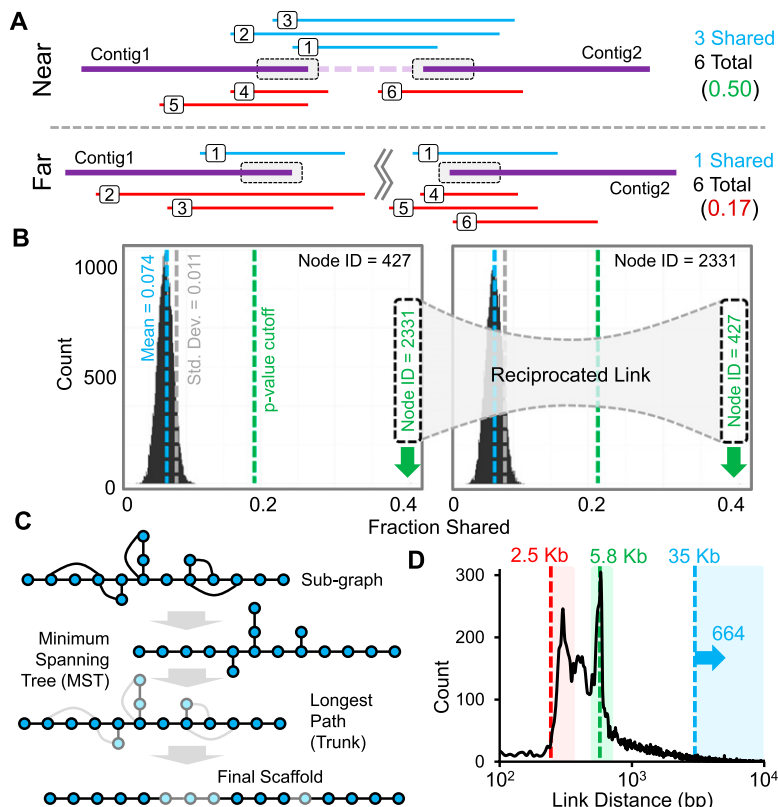 A
Near
Contig1
3
2
1
4
5
6
Contig2
3 Shared
6 Total
(0.50)
Far
Contig1
1
2
3
1
4
5
6
Contig2
1 Shared
6 Total
(0.17)
B
Count
1000
500
0
Mean = 0.074
Std. Dev. = 0.011
p-value cutoff
Node ID = 427
Node ID = 2331
Node ID = 2331
Reciprocated Link
Node ID = 427
0
0.2
0.4
0
0.2
0.4
Fraction Shared
C
Sub-graph
Minimum
Spanning
Tree (MST)
Longest
Path
(Trunk)
Final Scaffold
D
2.5 Kb
5.8 Kb
35 Kb
664
Count
300
200
100
0
10²
10³
10⁴
Link Distance (bp)